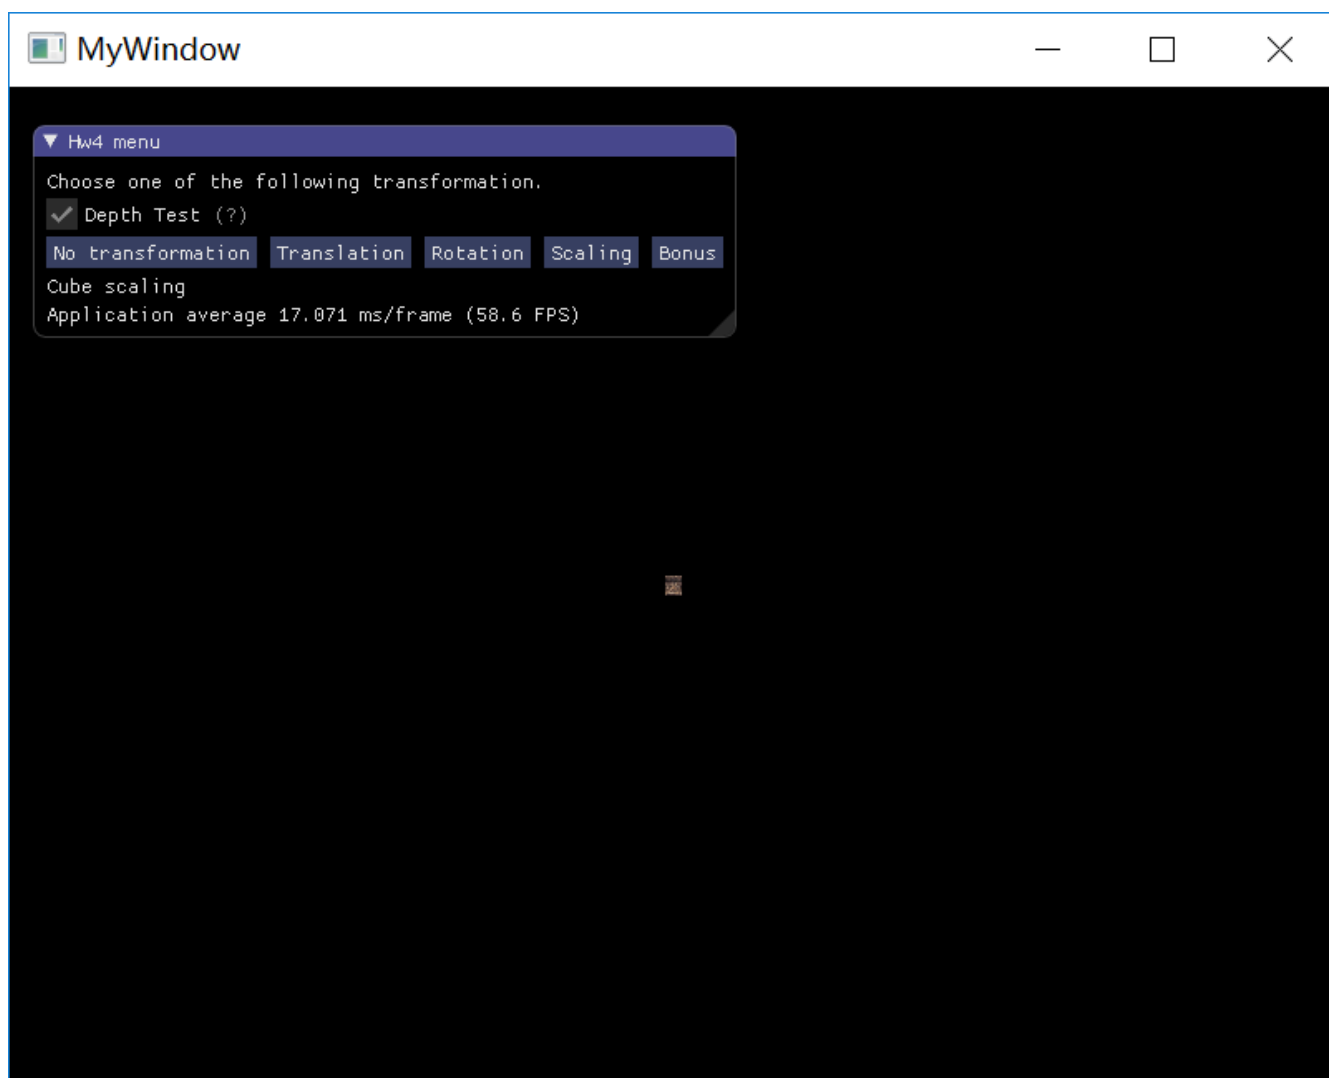 MyWindow
Hw4 menu
Choose one of the following transformation.
Depth Test (?)
No transformation Translation Rotation Scaling Bonus
Cube scaling
Application average 17.071 ms/frame (58.6 FPS)